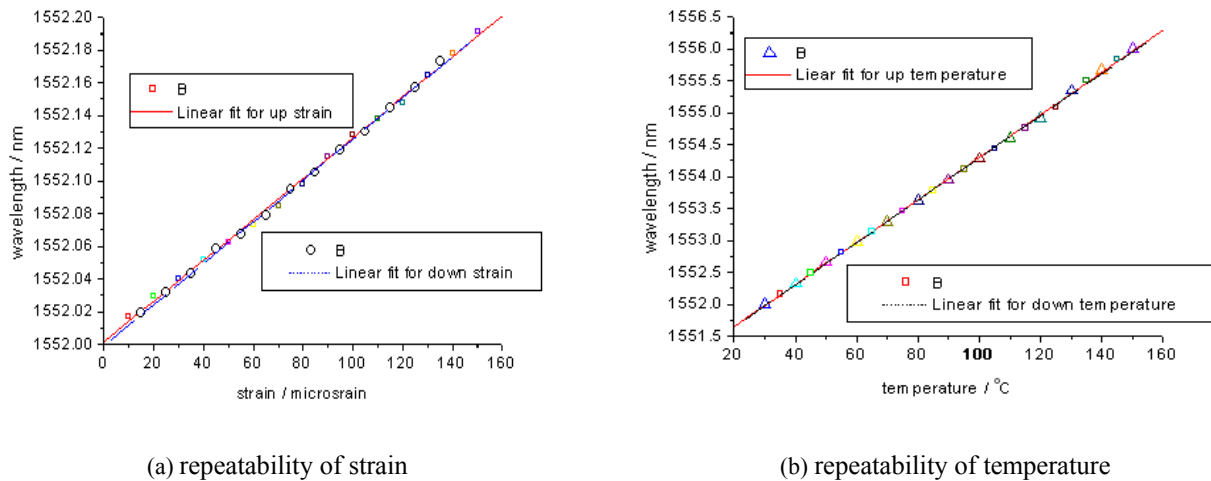 1552.20
1552.18
1552.16
1552.14
1552.12
1552.10
1552.08
1552.06
1552.04
1552.02
1552.00
wavelength / nm
B
Linear fit for up strain
B
Linear fit for down strain
0 20 40 60 80 100 120 140 160
strain / microsrain
(a) repeatability of strain
1556.0
1555.5
1555.0
1554.5
1554.0
1553.5
1553.0
1552.5
1552.0
1551.5
wavelength / nm
B
Liear fit for up temperature
B
Linear fit for down temperature
20 40 60 80 100 120 140 160
temperature / °C
(b) repeatability of temperature